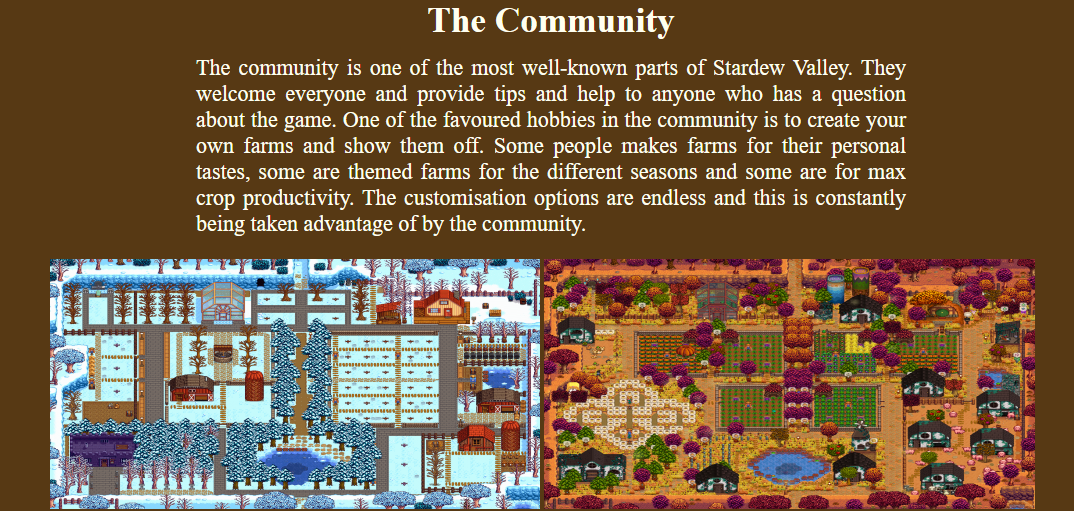 The Community
The community is one of the most well-known parts of Stardew Valley. They
welcome everyone and provide tips and help to anyone who has a question
about the game. One of the favoured hobbies in the community is to create your
own farms and show them off. Some people makes farms for their personal
tastes, some are themed farms for the different seasons and some are for max
crop productivity. The customisation options are endless and this is constantly
being taken advantage of by the community.